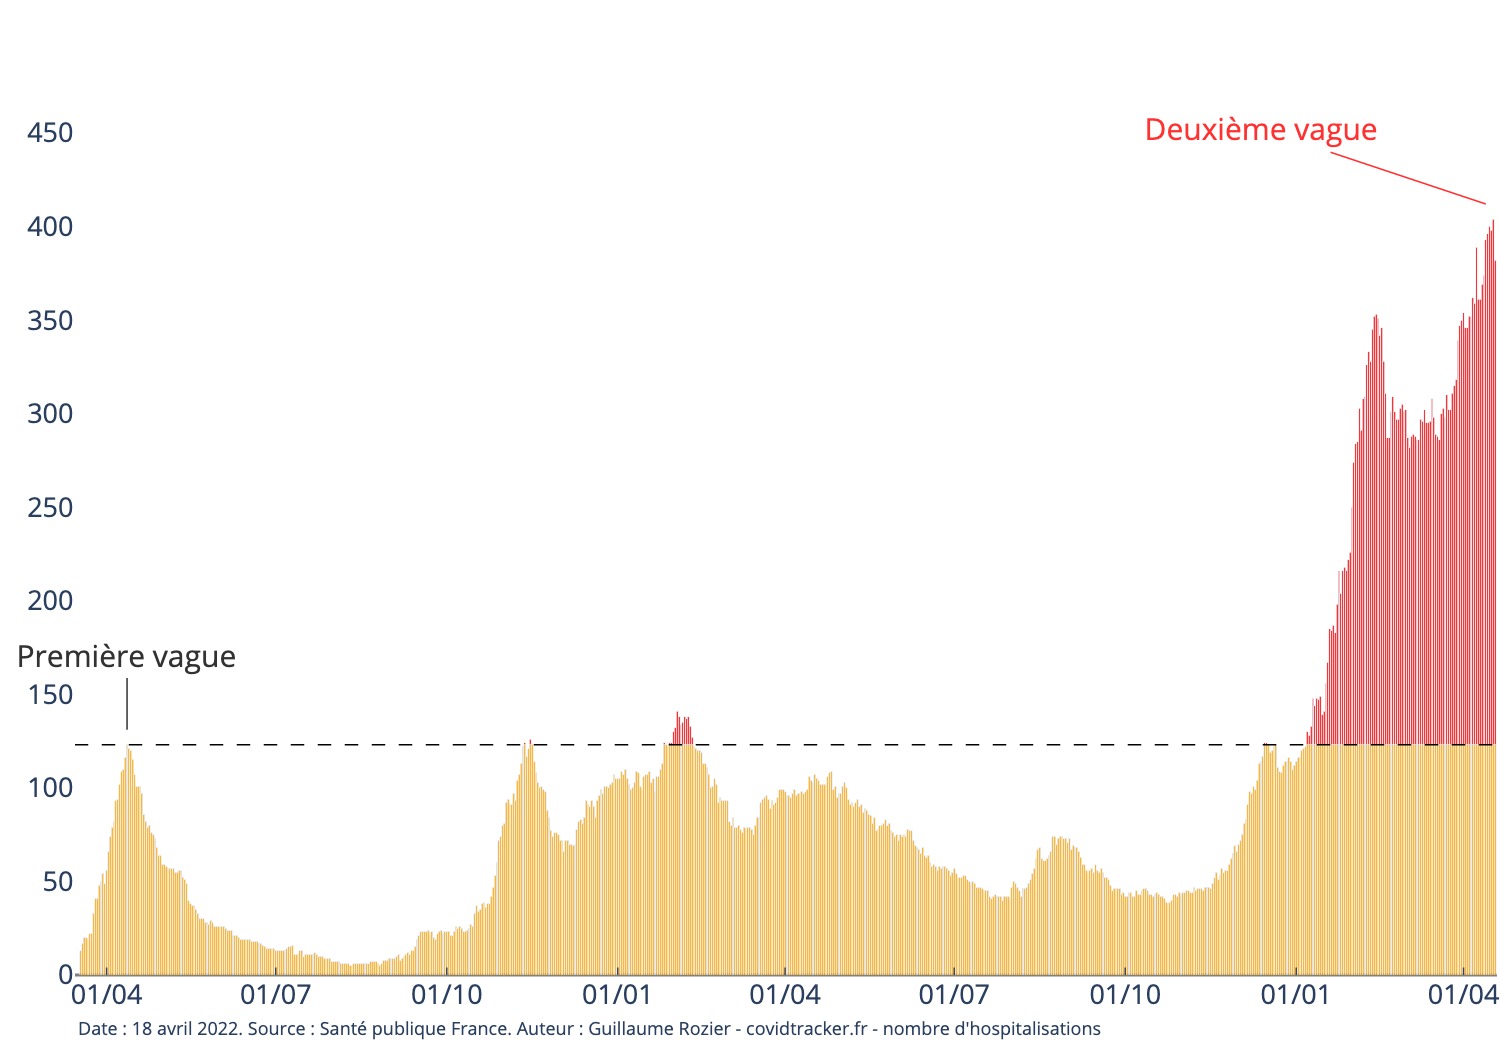 450
Deuxième vague
400
350
300
250
200
Première vague
150
100
50
0
01/04 01/07 01/10 01/01 01/04 01/07 01/10 01/01 01/04
Date : 18 avril 2022. Source : Santé publique France. Auteur : Guillaume Rozier - covidtracker.fr - nombre d'hospitalisations